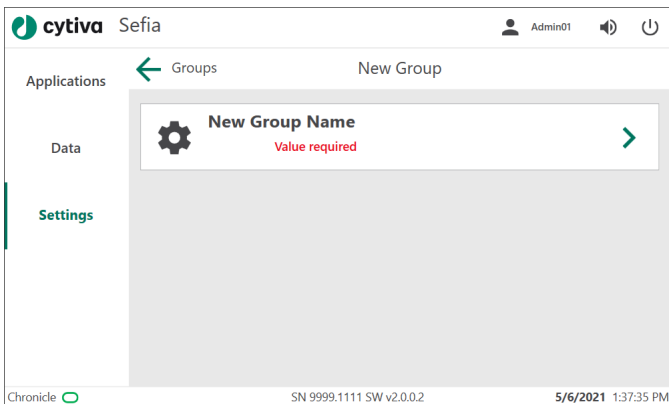 cytiva Sefia Admin01
Applications
Data
Settings
Groups New Group
New Group Name
Value required
Chronicle SN 9999.1111 SW v2.0.0.2 5/6/2021 1:37:35 PM